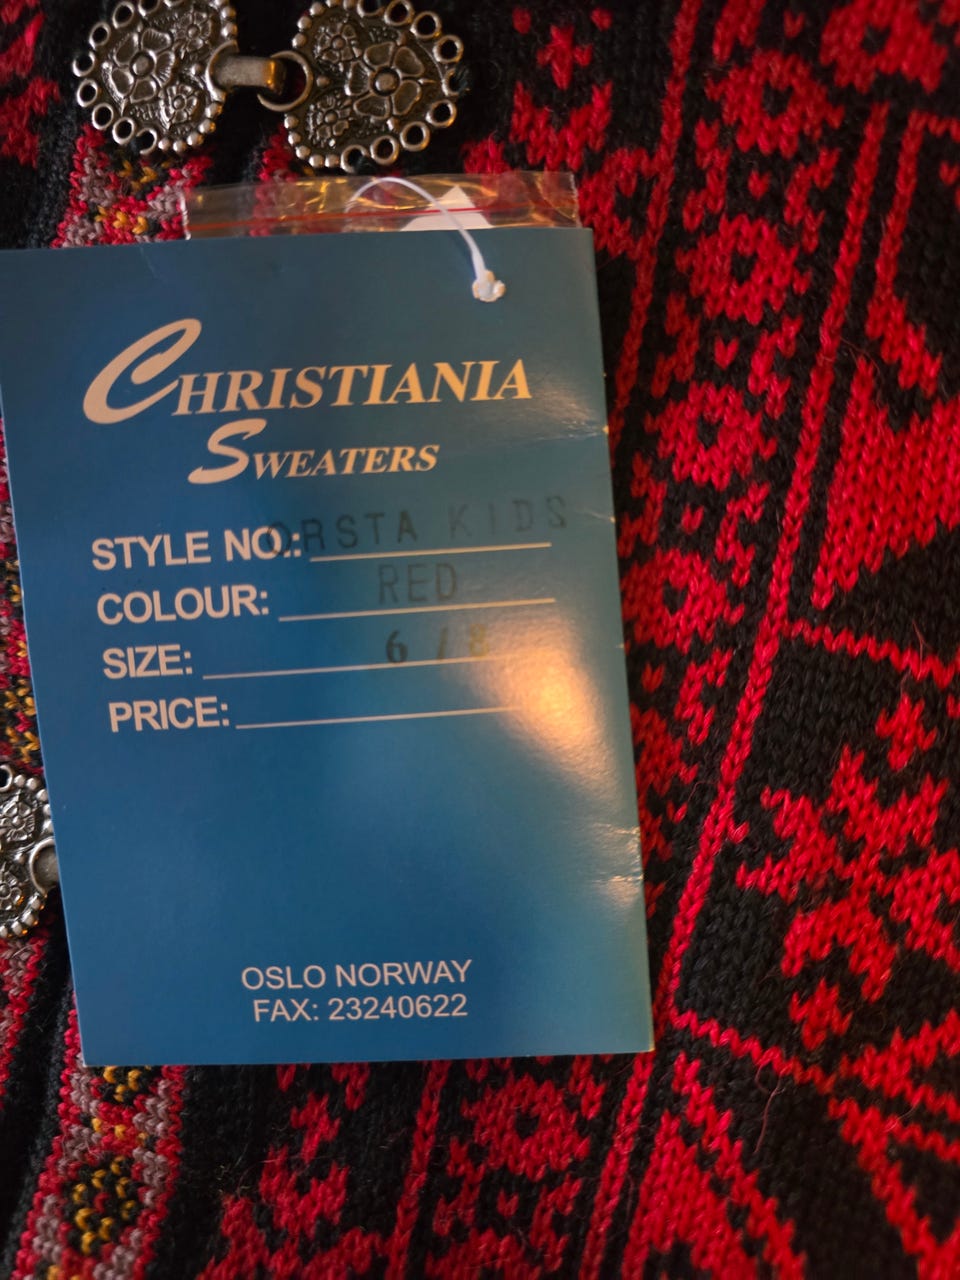 CHRISTIANIA
SWEATERS
STYLE NO.: ORSTA KIDS
COLOUR: RED
SIZE: 6 / 8
PRICE:
OSLO NORWAY
FAX: 23240622